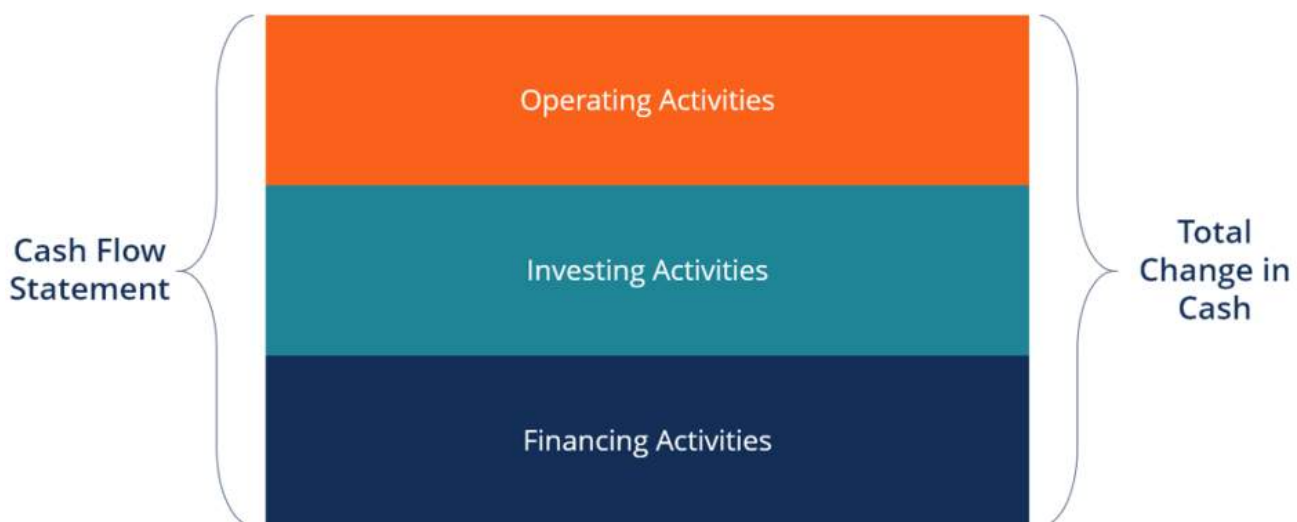 Operating Activities
Cash Flow
Statement
Investing Activities
Total
Change in
Cash
Financing Activities